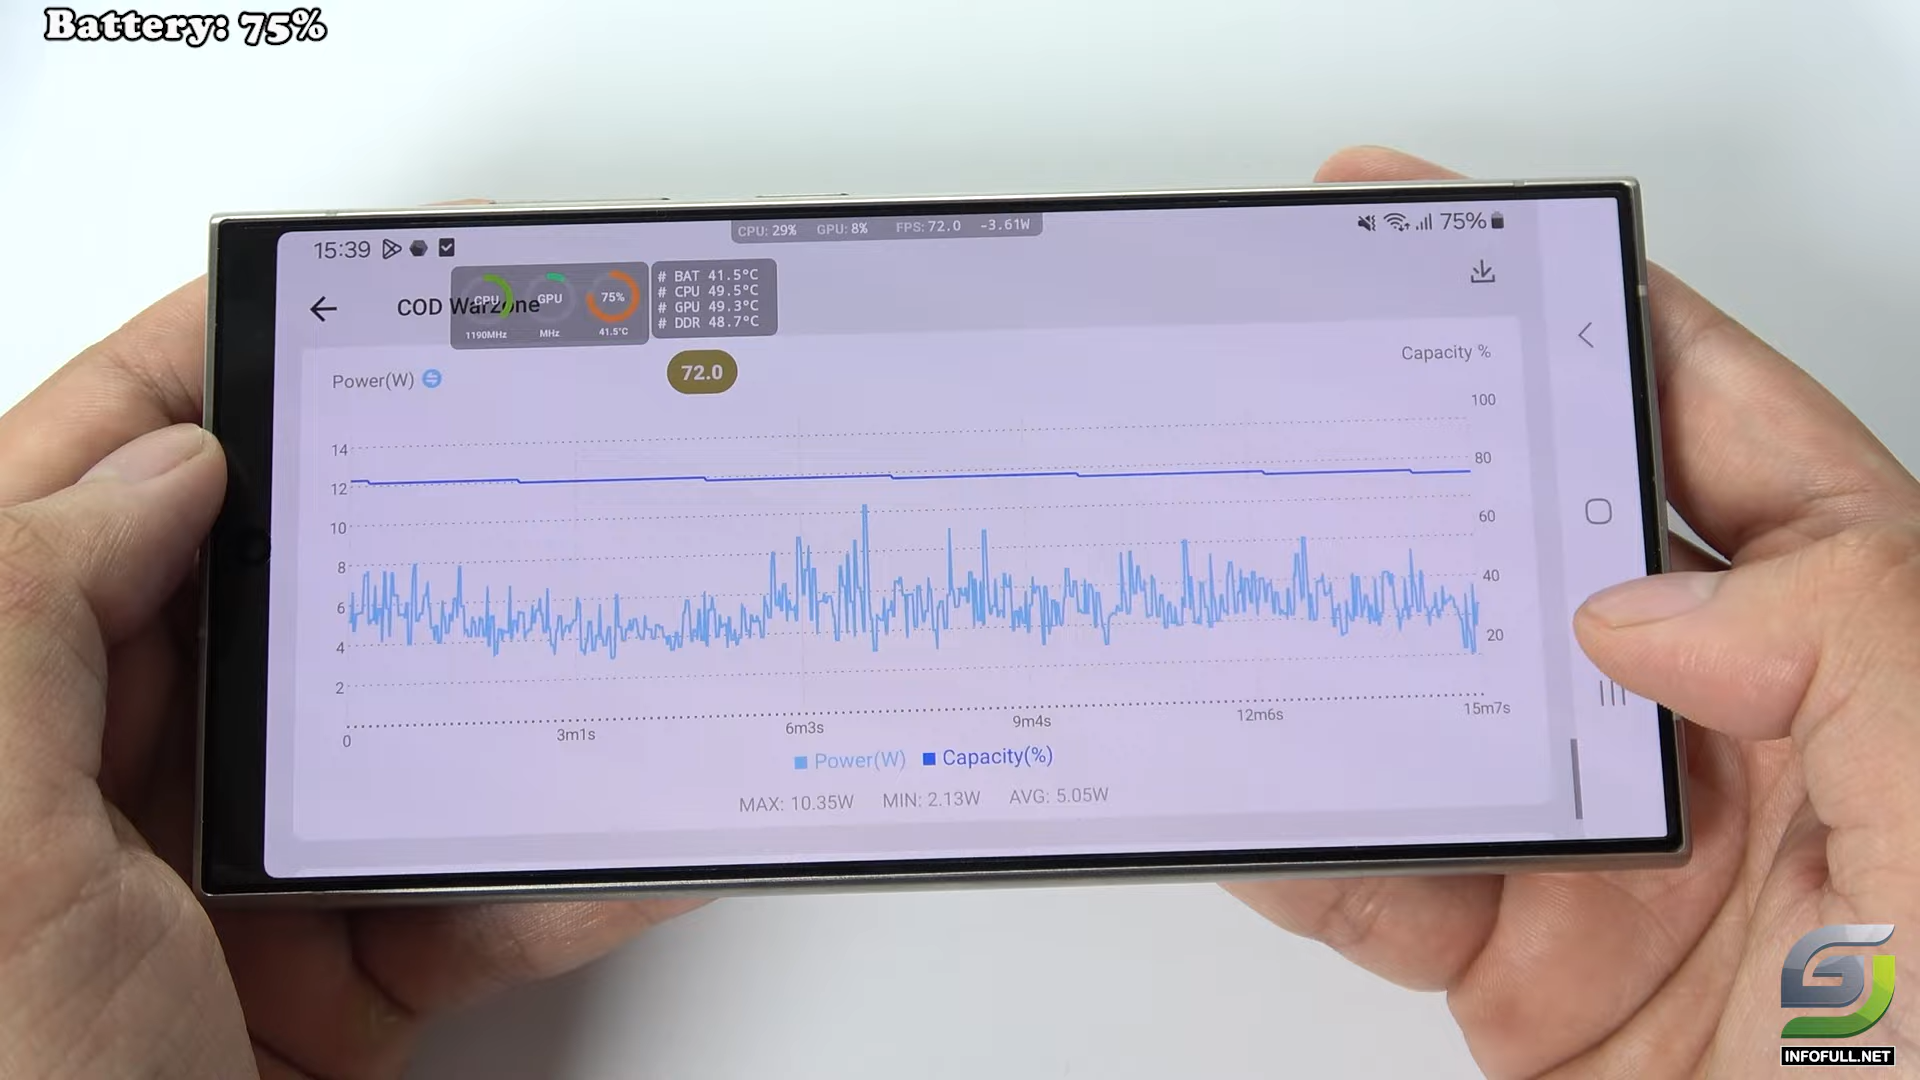 Battery: 75%
CPU: 29% GPU: 8% FPS: 72.0 -3.61W
15:39
75%
COD Warzone
CPU GPU 75%
1190MHz MHz 41.5°C
# BAT 41.5°C
# CPU 49.5°C
# GPU 49.3°C
# DDR 48.7°C
72.0
Power(W)
Capacity %
100
14
80
12
10
60
8
40
6
20
4
2
0
3m1s
6m3s
9m4s
12m6s
15m7s
Power(W) Capacity(%)
MAX: 10.35W MIN: 2.13W AVG: 5.05W
INFOFULL.NET